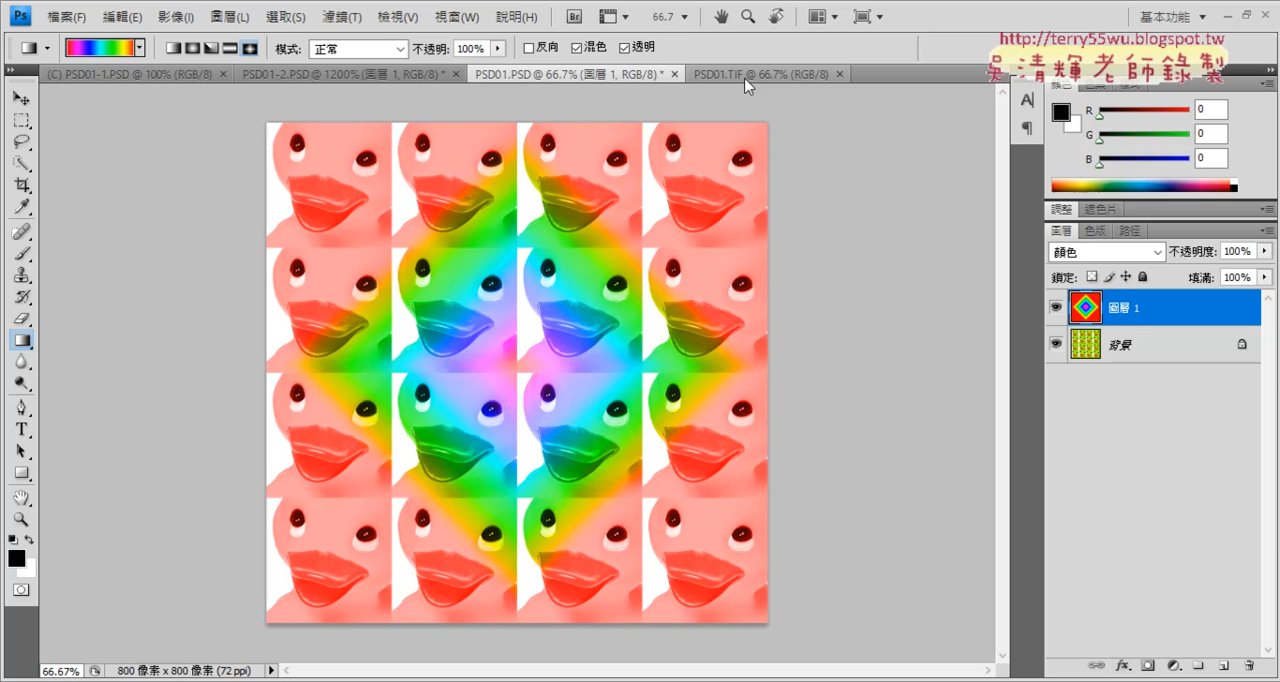 Ps 檔案(F) 編輯(E) 影像(I) 圖層(L) 選取(S) 濾鏡(T) 檢視(V) 視窗(W) 說明(H) Br 66.7 基本功能
http://terry55wu.blogspot.tw
吳清輝老師錄製
模式: 正常 不透明: 100% 反向 混色 透明
(C) PSD01-1.PSD @ 100% (RGB/8) PSD01-2.PSD @ 1200% (圖層 1, RGB/8) * PSD01.PSD @ 66.7% (圖層 1, RGB/8) * PSD01.TIF @ 66.7% (RGB/8)
R 0
G 0
B 0
調整 遮色片
圖層 色版 路徑
顏色 不透明度: 100%
鎖定: 填滿: 100%
圖層 1
背景
66.67% 800 像素 x 800 像素 (72 ppi)